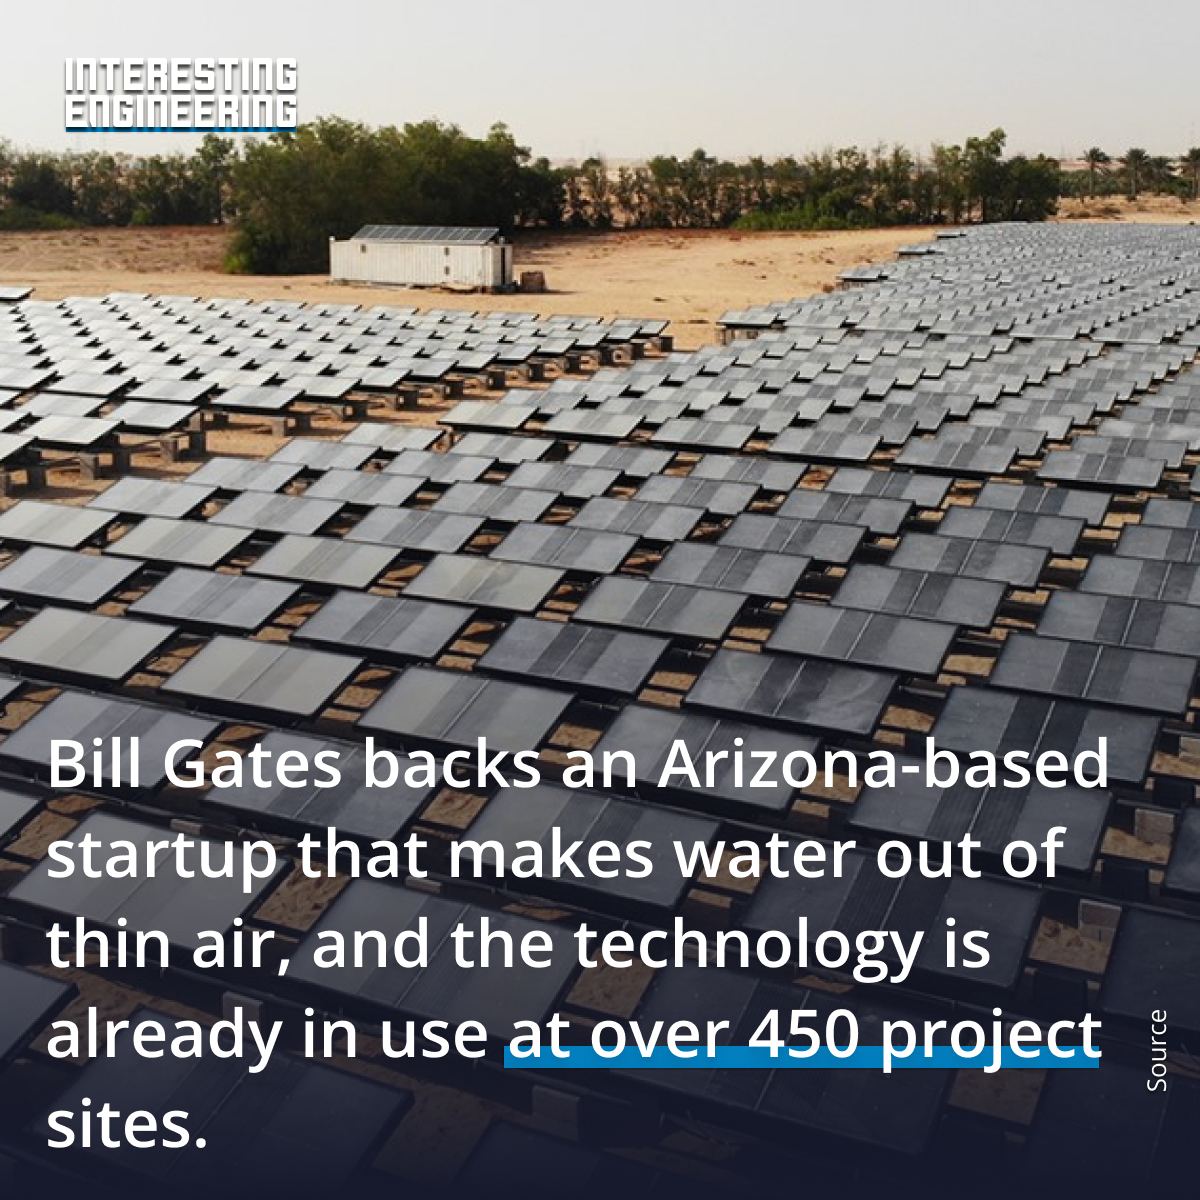 INTERESTING
ENGINEERING
Bill Gates backs an Arizona-based
startup that makes water out of
thin air, and the technology is
already in use at over 450 project
sites.
Source